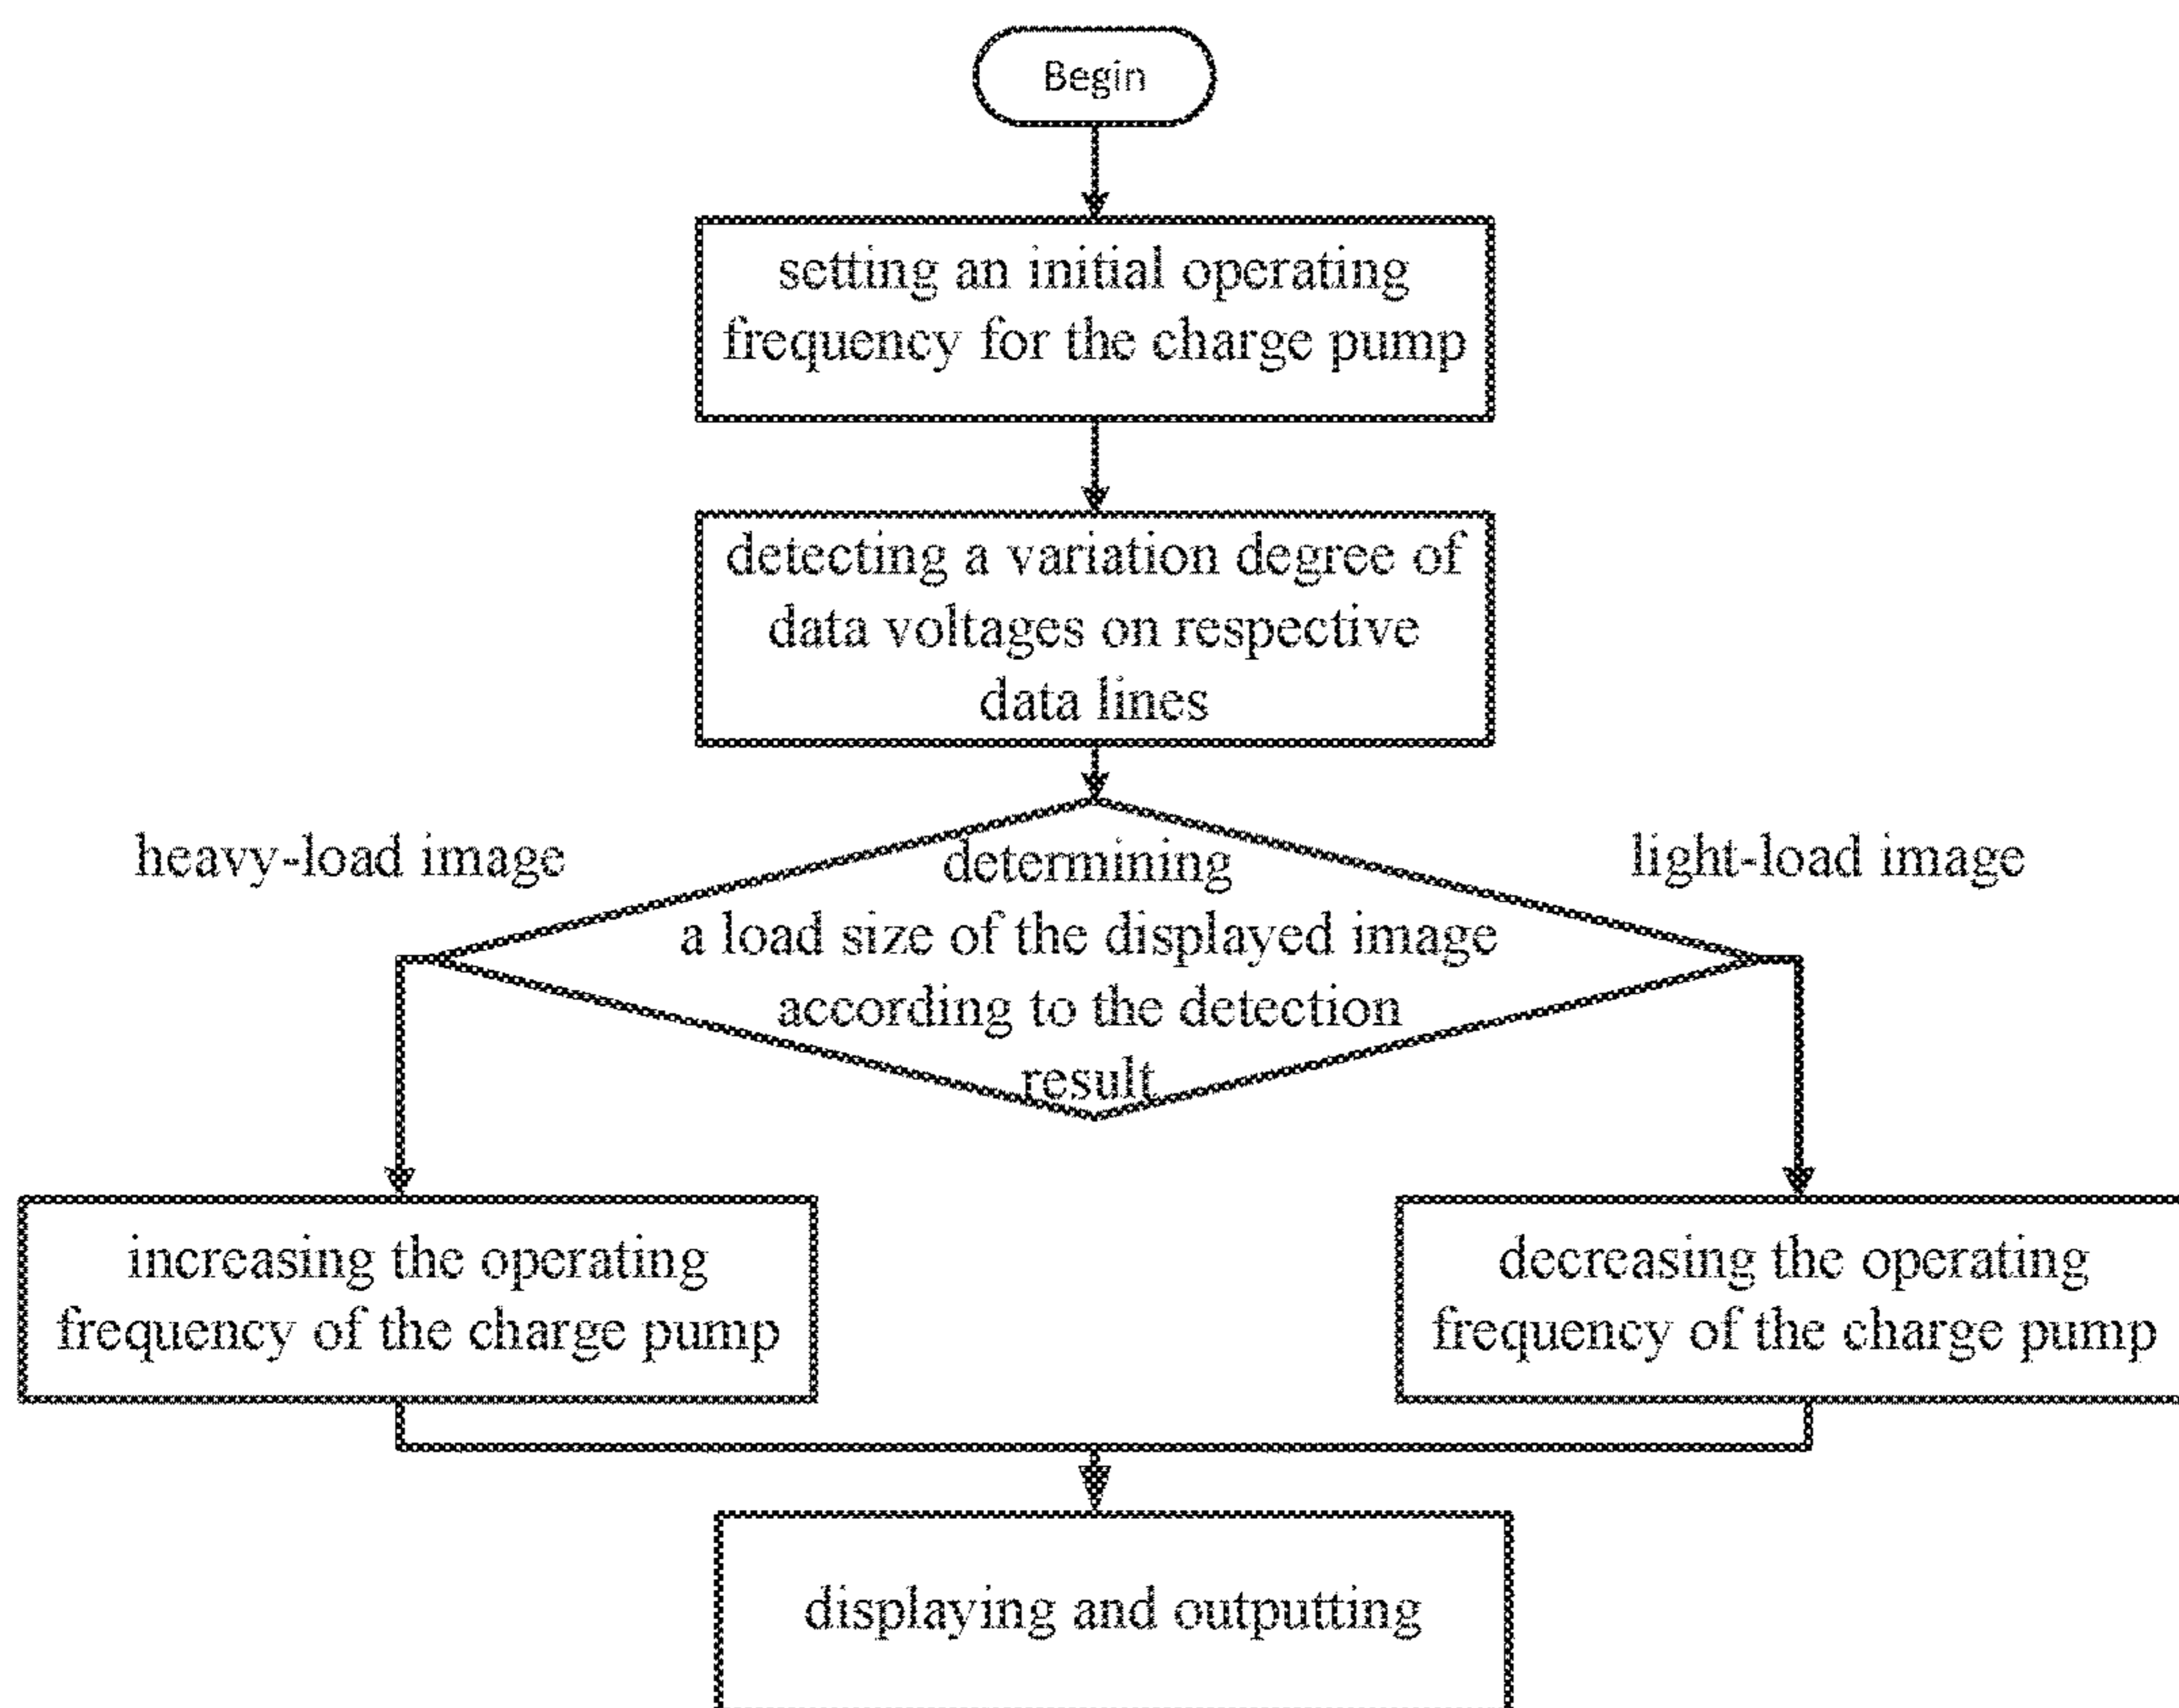 Begin
setting an initial operating
frequency for the charge pump
detecting a variation degree of
data voltages on respective
data lines
heavy-load image
light-load image
determining
a load size of the displayed image
according to the detection
result
increasing the operating
frequency of the charge pump
decreasing the operating
frequency of the charge pump
displaying and outputting